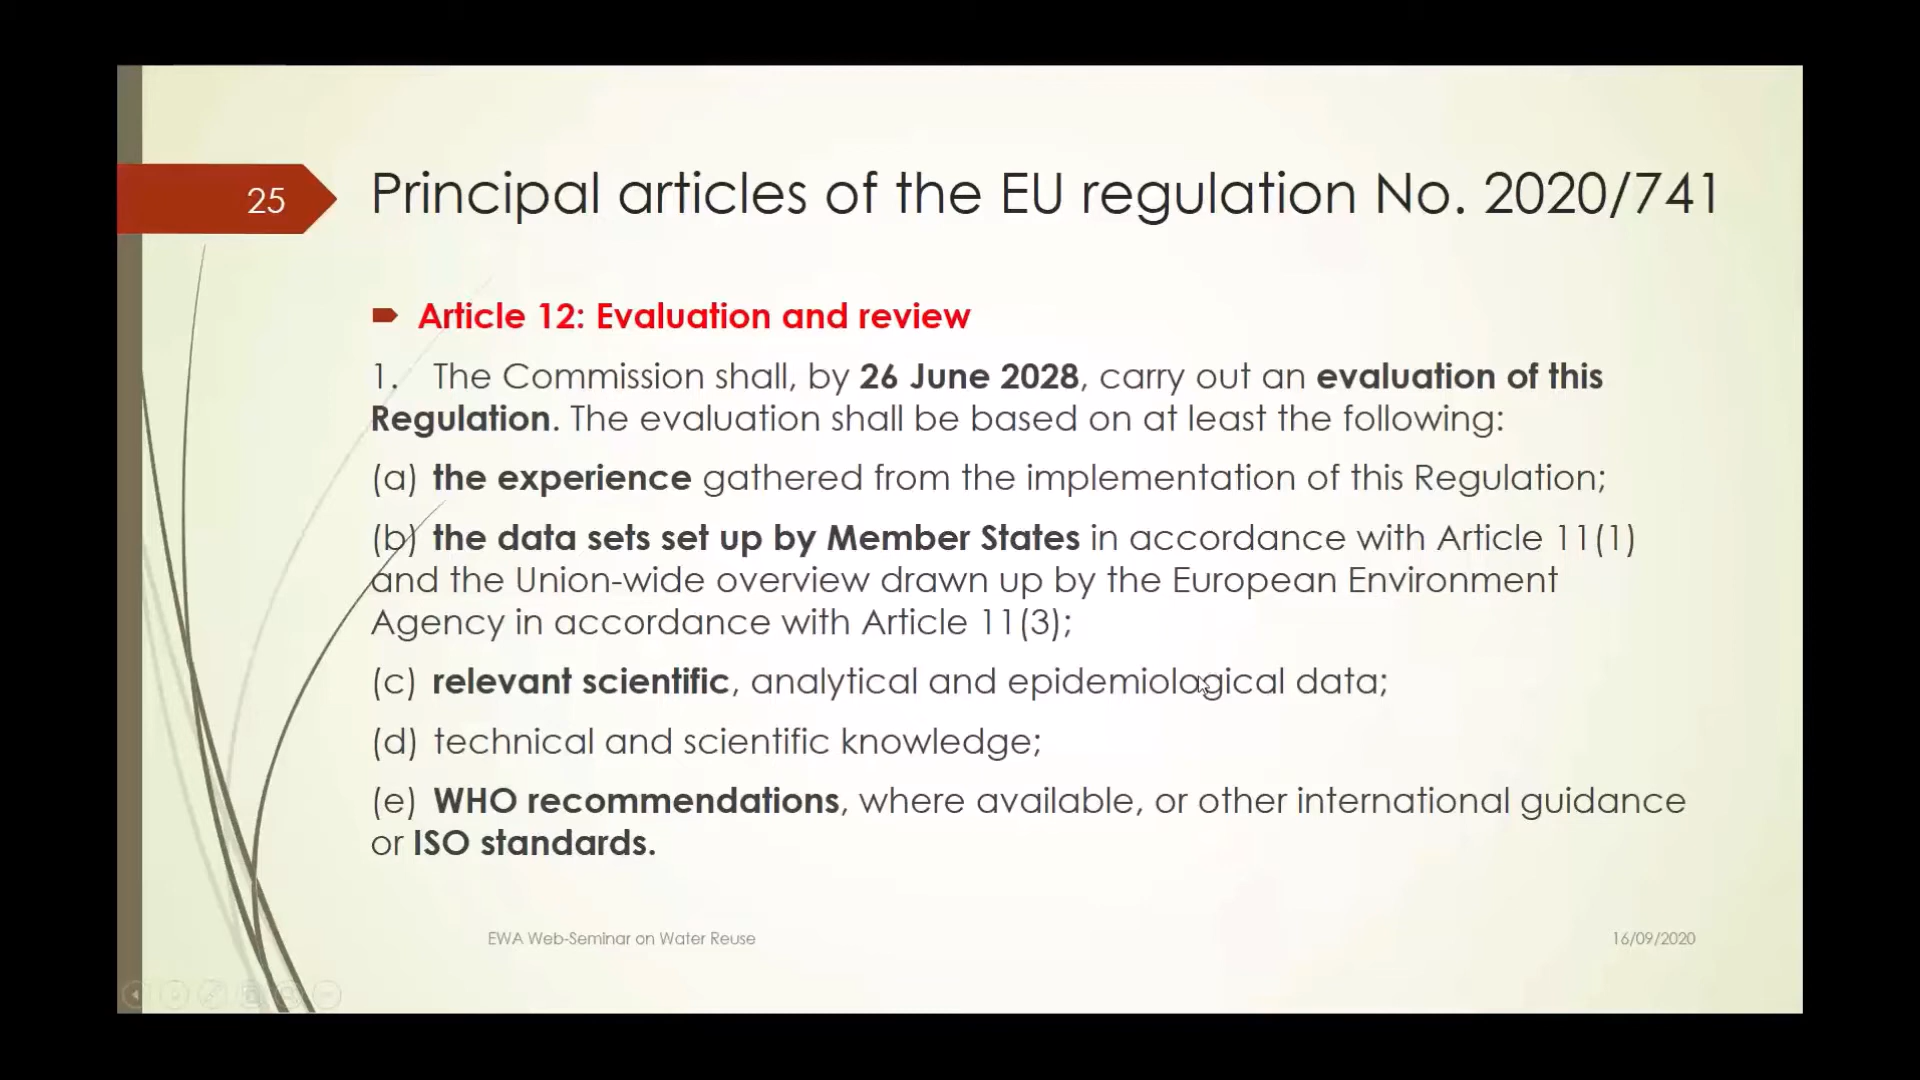 25
Principal articles of the EU regulation No. 2020/741
Article 12: Evaluation and review
1. The Commission shall, by 26 June 2028, carry out an evaluation of this
Regulation. The evaluation shall be based on at least the following:
(a) the experience gathered from the implementation of this Regulation;
(b) the data sets set up by Member States in accordance with Article 11(1)
and the Union-wide overview drawn up by the European Environment
Agency in accordance with Article 11(3);
(c) relevant scientific, analytical and epidemiological data;
(d) technical and scientific knowledge;
(e) WHO recommendations, where available, or other international guidance
or ISO standards.
EWA Web-Seminar on Water Reuse
16/09/2020